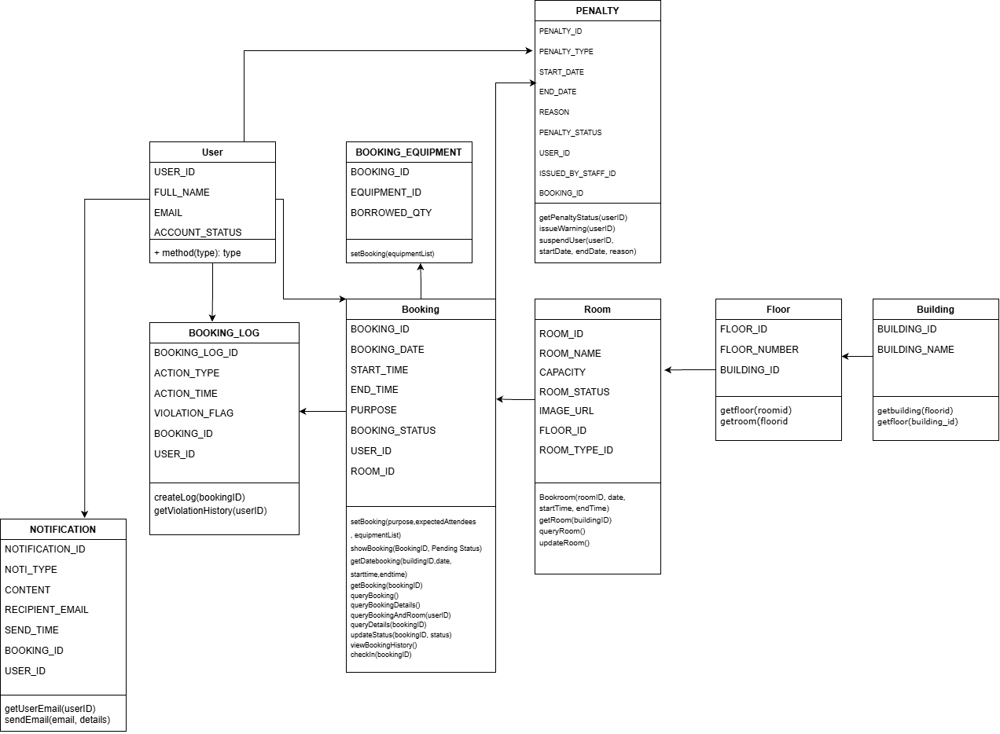 PENALTY
PENALTY_ID
PENALTY_TYPE
START_DATE
END_DATE
REASON
PENALTY_STATUS
USER_ID
ISSUED_BY_STAFF_ID
BOOKING_ID
getPenaltyStatus(userID)
issueWarning(userID)
suspendUser(userID,
startDate, endDate, reason)
User
USER_ID
FULL_NAME
EMAIL
ACCOUNT_STATUS
+ method(type): type
BOOKING_EQUIPMENT
BOOKING_ID
EQUIPMENT_ID
BORROWED_QTY
setBooking(equipmentList)
BOOKING_LOG
BOOKING_LOG_ID
ACTION_TYPE
ACTION_TIME
VIOLATION_FLAG
BOOKING_ID
USER_ID
createLog(bookingID)
getViolationHistory(userID)
Booking
BOOKING_ID
BOOKING_DATE
START_TIME
END_TIME
PURPOSE
BOOKING_STATUS
USER_ID
ROOM_ID
setBooking(purpose,expectedAttendees
, equipmentList)
showBooking(BookingID, Pending Status)
getDatebooking(buildingID,date,
starttime,endtime)
getBooking(bookingID)
queryBooking()
queryBookingDetails()
queryBookingAndRoom(userID)
queryDetails(bookingID)
updateStatus(bookingID, status)
viewBookingHistory()
checkIn(bookingID)
Room
ROOM_ID
ROOM_NAME
CAPACITY
ROOM_STATUS
IMAGE_URL
FLOOR_ID
ROOM_TYPE_ID
Bookroom(roomID, date,
startTime, endTime)
getRoom(buildingID)
queryRoom()
updateRoom()
Floor
FLOOR_ID
FLOOR_NUMBER
BUILDING_ID
getfloor(roomid)
getroom(floorid
Building
BUILDING_ID
BUILDING_NAME
getbuilding(floorid)
getfloor(building_id)
NOTIFICATION
NOTIFICATION_ID
NOTI_TYPE
CONTENT
RECIPIENT_EMAIL
SEND_TIME
BOOKING_ID
USER_ID
getUserEmail(userID)
sendEmail(email, details)